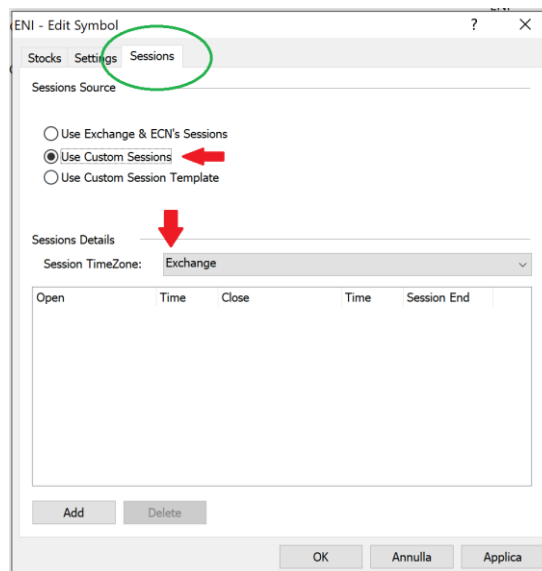 ENI - Edit Symbol ? ✕
Stocks Settings Sessions
Sessions Source
Use Exchange & ECN's Sessions
Use Custom Sessions
Use Custom Session Template
Sessions Details
Session TimeZone: Exchange
Open Time Close Time Session End
Add Delete
OK Annulla Applica